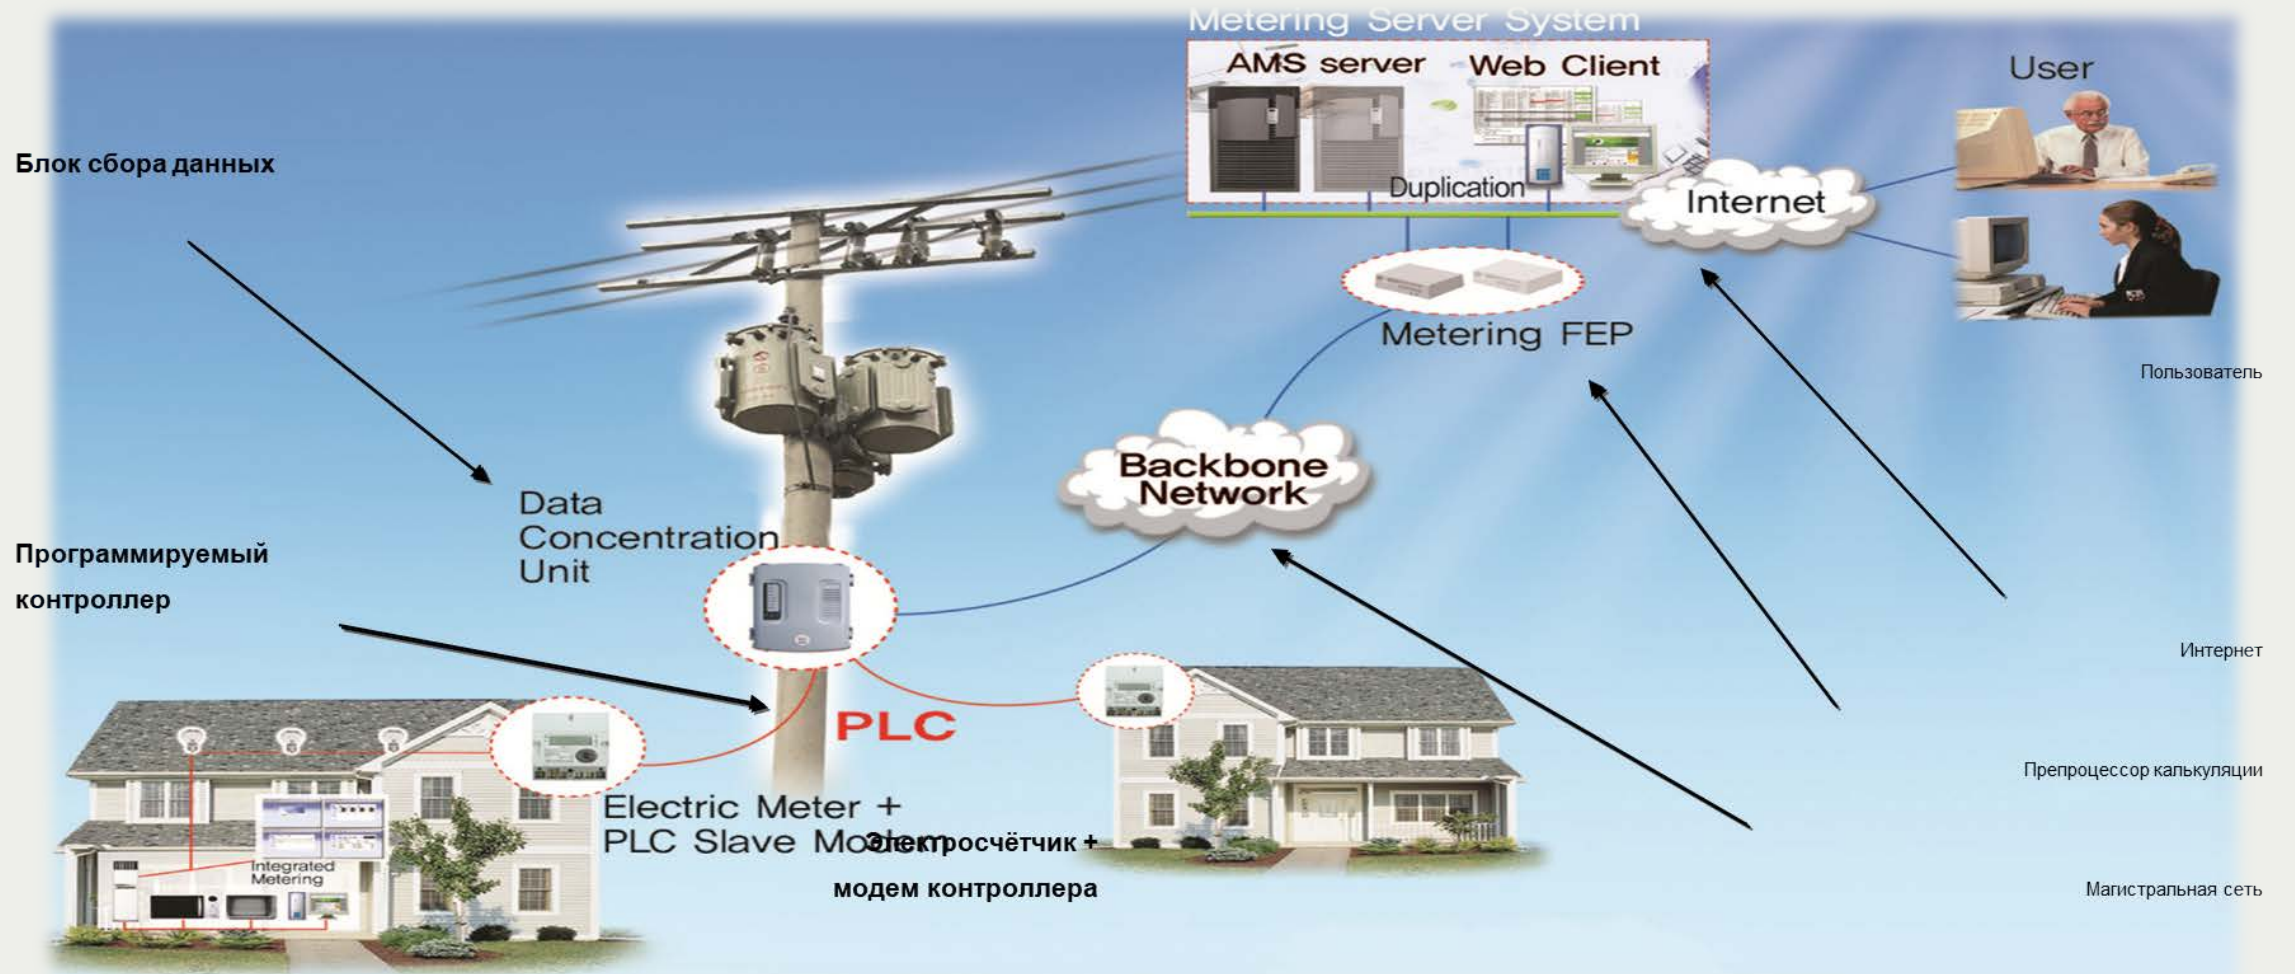 Metering Server System
AMS server
Web Client
User
Duplication
Internet
Блок сбора данных
Metering FEP
Пользователь
Backbone
Network
Data
Concentration
Unit
Программируемый
контроллер
Интернет
PLC
Препроцессор калькуляции
Electric Meter +
PLC Slave Modem
Электросчётчик +
модем контроллера
Integrated
Metering
Магистральная сеть